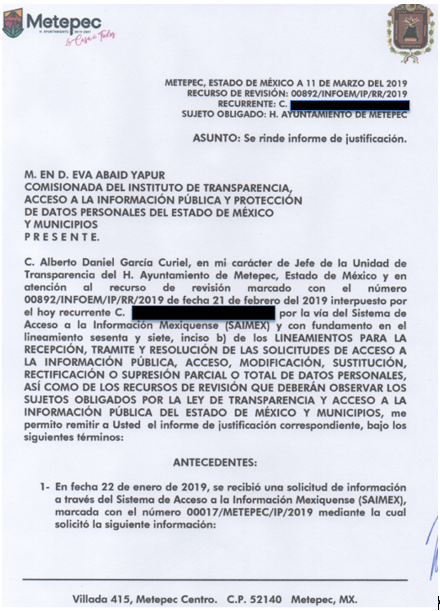 Metepec
H. AYUNTAMIENTO 2019-2021
METEPEC, ESTADO DE MÉXICO A 11 DE MARZO DEL 2019
RECURSO DE REVISIÓN: 00892/INFOEM/IP/RR/2019
RECURRENTE: C.
SUJETO OBLIGADO: H. AYUNTAMIENTO DE METEPEC
ASUNTO: Se rinde informe de justificación.
M. EN D. EVA ABAID YAPUR
COMISIONADA DEL INSTITUTO DE TRANSPARENCIA,
ACCESO A LA INFORMACIÓN PÚBLICA Y PROTECCIÓN
DE DATOS PERSONALES DEL ESTADO DE MÉXICO
Y MUNICIPIOS
P R E S E N T E.
C. Alberto Daniel García Curiel, en mi carácter de Jefe de la Unidad de
Transparencia del H. Ayuntamiento de Metepec, Estado de México y en
atención al recurso de revisión marcado con el número
00892/INFOEM/IP/RR/2019 de fecha 21 de febrero del 2019 interpuesto por
el hoy recurrente C. por la vía del Sistema de
Acceso a la Información Mexiquense (SAIMEX) y con fundamento en el
lineamiento sesenta y siete, inciso b) de los LINEAMIENTOS PARA LA
RECEPCIÓN, TRAMITE Y RESOLUCIÓN DE LAS SOLICITUDES DE ACCESO A
LA INFORMACIÓN PÚBLICA, ACCESO, MODIFICACIÓN, SUSTITUCIÓN,
RECTIFICACIÓN O SUPRESIÓN PARCIAL O TOTAL DE DATOS PERSONALES,
ASÍ COMO DE LOS RECURSOS DE REVISIÓN QUE DEBERÁN OBSERVAR LOS
SUJETOS OBLIGADOS POR LA LEY DE TRANSPARENCIA Y ACCESO A LA
INFORMACIÓN PÚBLICA DEL ESTADO DE MÉXICO Y MUNICIPIOS, me
permito remitir a Usted el informe de justificación correspondiente, bajo los
siguientes términos:
ANTECEDENTES:
1- En fecha 22 de enero de 2019, se recibió una solicitud de información
a través del Sistema de Acceso a la Información Mexiquense (SAIMEX),
marcada con el número 00017/METEPEC/IP/2019 mediante la cual
solicitó la siguiente información:
Villada 415, Metepec Centro. C.P. 52140 Metepec, MX.